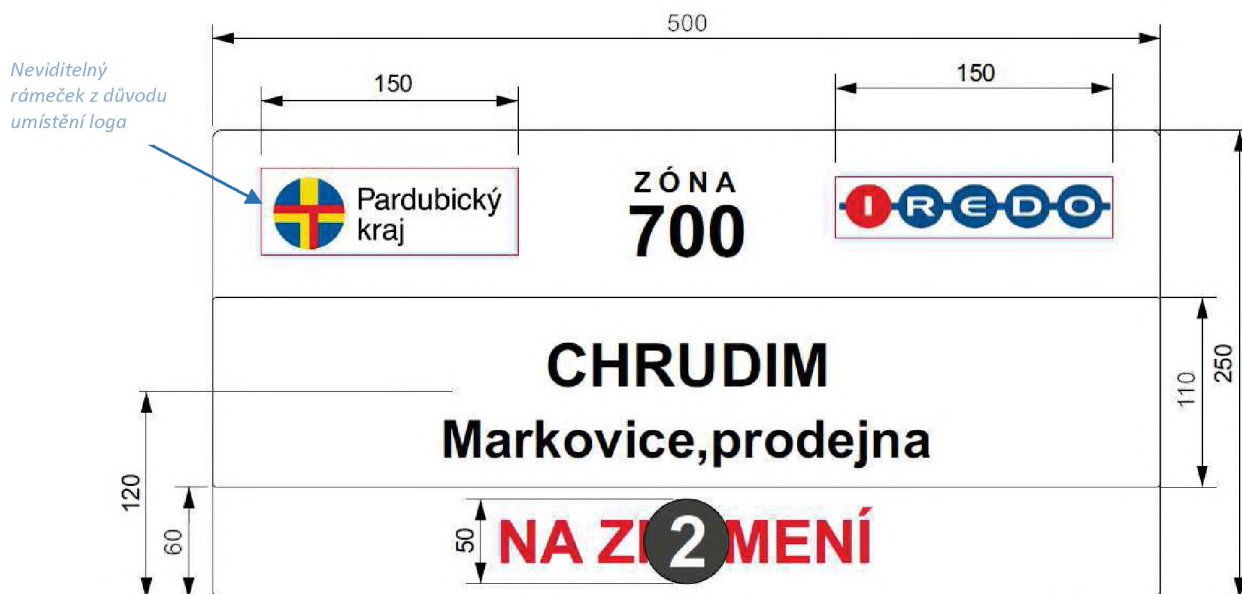 500
Neviditelný
rámeček z důvodu
umístění loga
150
150
Pardubický
kraj
ZÓNA
700
IREDO
CHRUDIM
Markovice,prodejna
110
250
120
60
50
NA
2